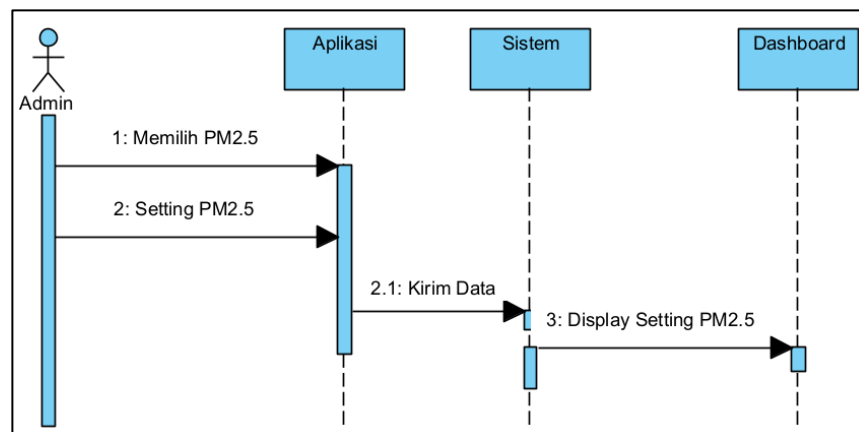 Aplikasi
Sistem
Dashboard
Admin
1: Memilih PM2.5
2: Setting PM2.5
2.1: Kirim Data
3: Display Setting PM2.5